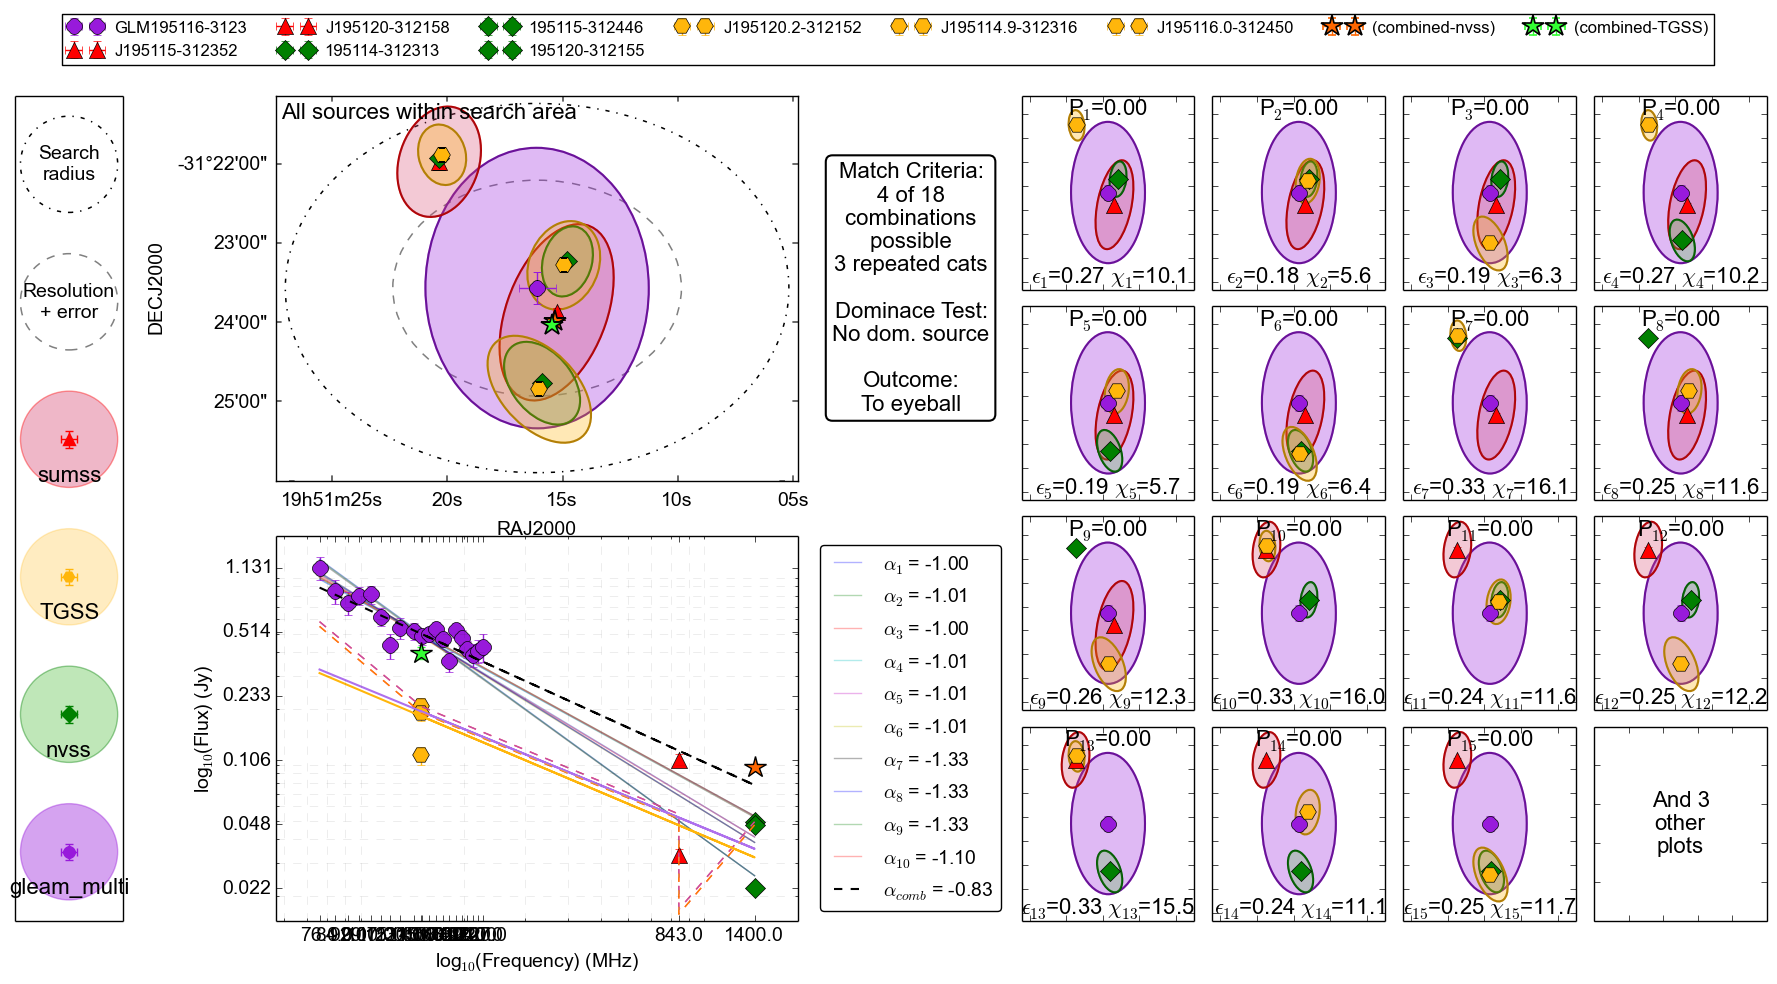 GLM195116-3123
J195120-312158
195115-312446
J195120.2-312152
J195114.9-312316
J195116.0-312450
(combined-nvss)
(combined-TGSS)
J195115-312352
195114-312313
195120-312155
Search
radius
Resolution
+ error
sumss
TGSS
nvss
gleam_multi
All sources within search area
DECJ2000
-31°22'00"
23'00"
24'00"
25'00"
19h51m25s
20s
15s
10s
05s
RAJ2000
Match Criteria:
4 of 18
combinations
possible
3 repeated cats
Dominace Test:
No dom. source
Outcome:
To eyeball
log₁₀(Flux) (Jy)
1.131
0.514
0.233
0.106
0.048
0.022
843.0
1400.0
log₁₀(Frequency) (MHz)
α₁ = -1.00
α₂ = -1.01
α₃ = -1.00
α₄ = -1.01
α₅ = -1.01
α₆ = -1.01
α₇ = -1.33
α₈ = -1.33
α₉ = -1.33
α₁₀ = -1.10
α_comb = -0.83
P₁=0.00
ϵ₁=0.27 χ₁=10.1
P₂=0.00
ϵ₂=0.18 χ₂=5.6
P₃=0.00
ϵ₃=0.19 χ₃=6.3
P₄=0.00
ϵ₄=0.27 χ₄=10.2
P₅=0.00
ϵ₅=0.19 χ₅=5.7
P₆=0.00
ϵ₆=0.19 χ₆=6.4
P₇=0.00
ϵ₇=0.33 χ₇=16.1
P₈=0.00
ϵ₈=0.25 χ₈=11.6
P₉=0.00
ϵ₉=0.26 χ₉=12.3
P₁₀=0.00
ϵ₁₀=0.33 χ₁₀=16.0
P₁₁=0.00
ϵ₁₁=0.24 χ₁₁=11.6
P₁₂=0.00
ϵ₁₂=0.25 χ₁₂=12.2
P₁₃=0.00
ϵ₁₃=0.33 χ₁₃=15.5
P₁₄=0.00
ϵ₁₄=0.24 χ₁₄=11.1
P₁₅=0.00
ϵ₁₅=0.25 χ₁₅=11.7
And 3
other
plots